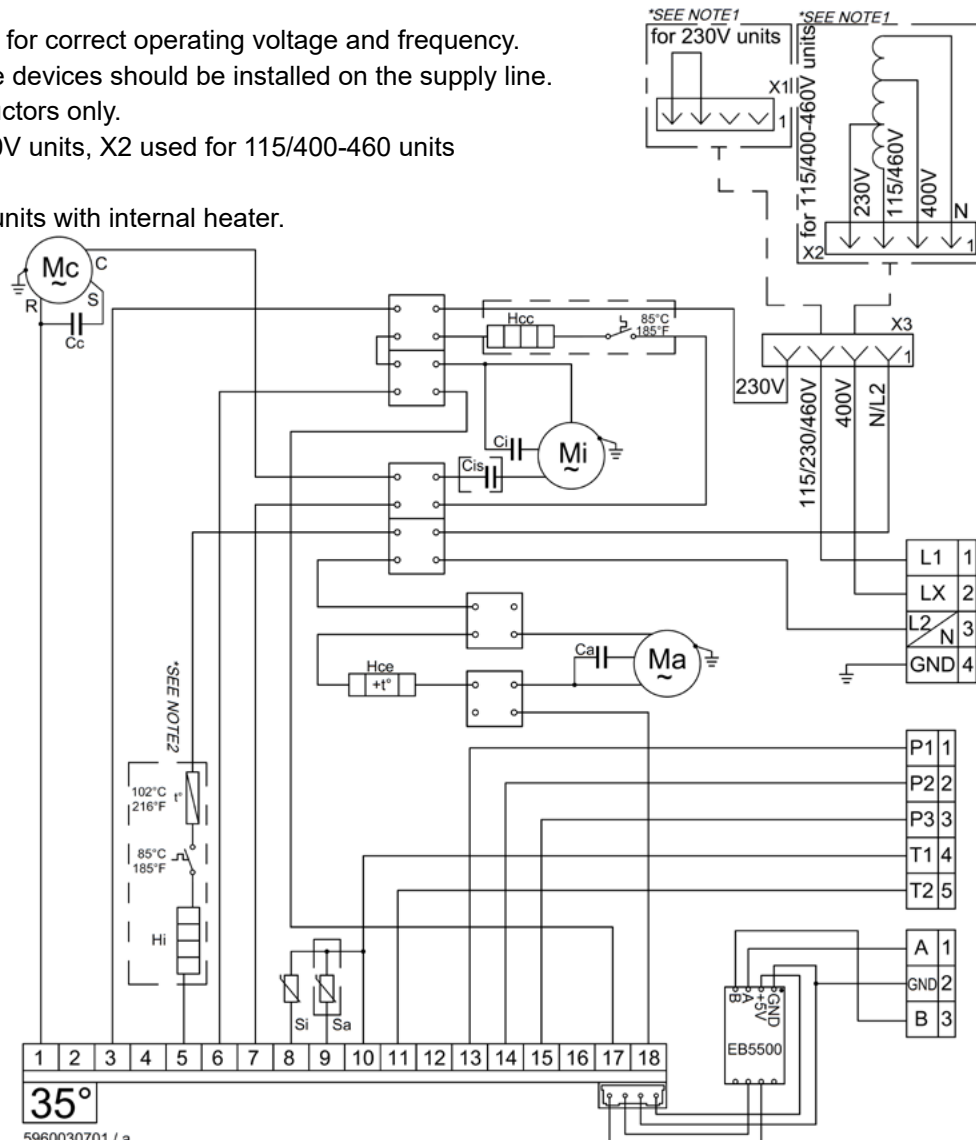 for correct operating voltage and frequency.
e devices should be installed on the supply line.
uctors only.
0V units, X2 used for 115/400-460 units
units with internal heater.
*SEE NOTE1
for 230V units
X1
1
*SEE NOTE1
for 115/400-460V units
230V
115/460V
400V
N
X2
1
Mc
~
C
R
S
Cc
Hcc
85°C
185°F
X3
1
230V
115/230/460V
400V
N/L2
Ci
Mi
~
Cis
L1 1
LX 2
L2/N 3
GND 4
Hce
+t°
Ca
Ma
~
*SEE NOTE2
102°C
216°F
t°
85°C
185°F
Hi
P1 1
P2 2
P3 3
T1 4
T2 5
A 1
GND 2
B 3
B A +5V GND
EB5500
Si
Sa
1 2 3 4 5 6 7 8 9 10 11 12 13 14 15 16 17 18
35°
5960030701 / a